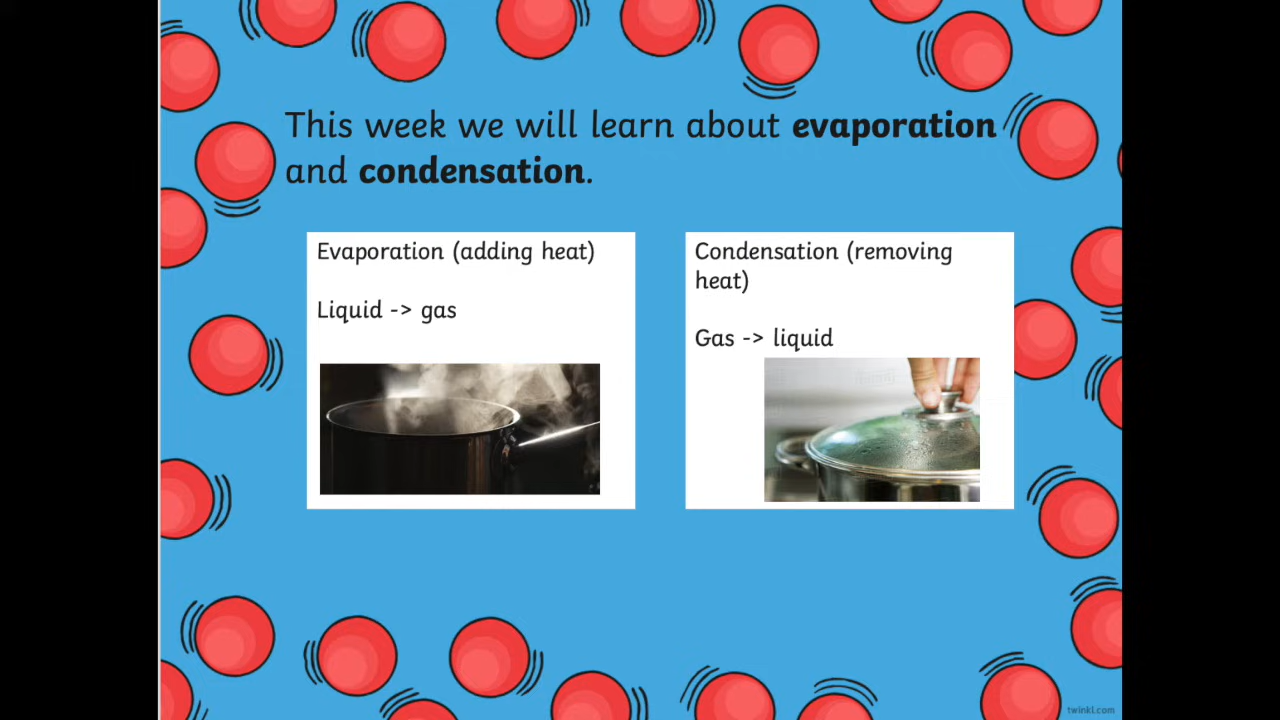 This week we will learn about evaporation
and condensation.
Evaporation (adding heat)
Liquid -> gas
Condensation (removing
heat)
Gas -> liquid
twinkl.com